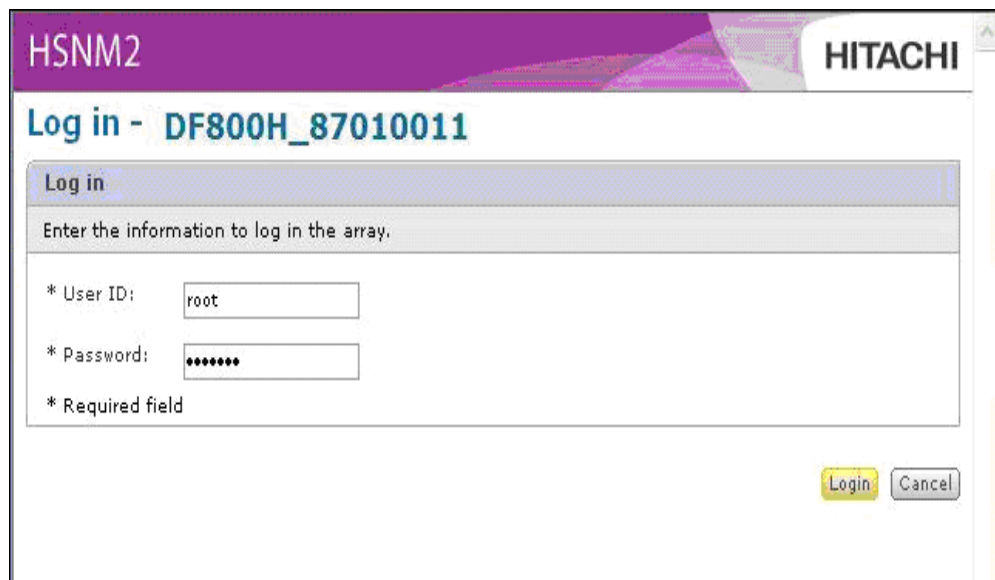 HSNM2
HITACHI
Log in - DF800H_87010011
Log in
Enter the information to log in the array.
* User ID: root
* Password: •••••••
* Required field
Login Cancel